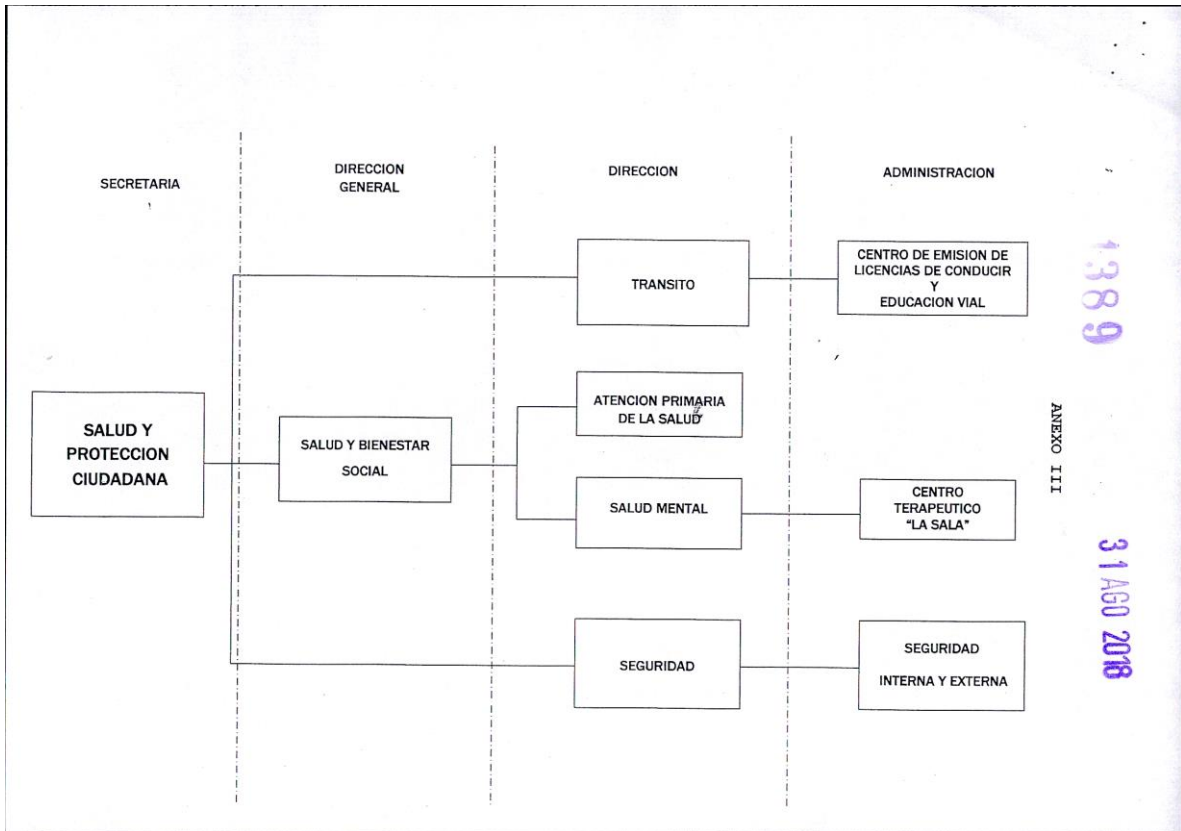 SECRETARIA
DIRECCION
GENERAL
DIRECCION
ADMINISTRACION
TRANSITO
CENTRO DE EMISION DE
LICENCIAS DE CONDUCIR
Y
EDUCACION VIAL
SALUD Y
PROTECCION
CIUDADANA
SALUD Y BIENESTAR
SOCIAL
ATENCION PRIMARIA
DE LA SALUD
SALUD MENTAL
CENTRO
TERAPEUTICO
“LA SALA”
SEGURIDAD
SEGURIDAD
INTERNA Y EXTERNA
ANEXO III
1389
31 AGO 2018